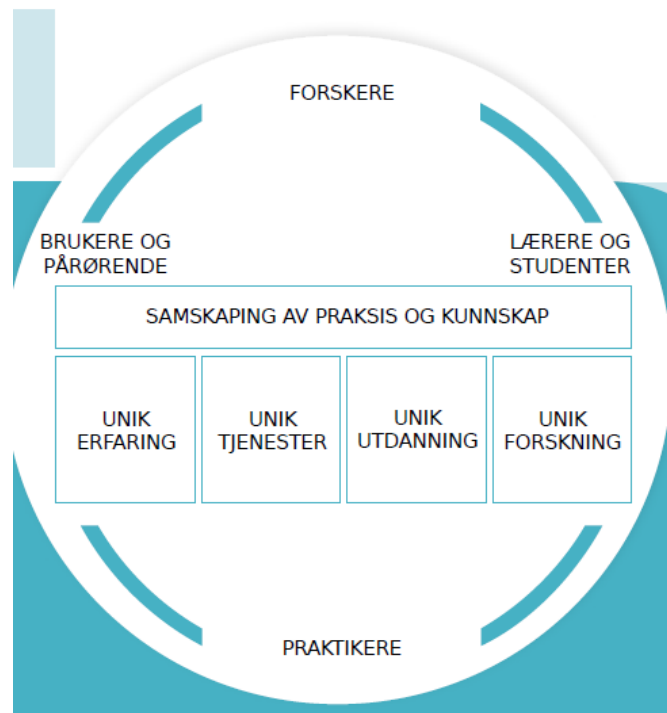 FORSKERE
BRUKERE OG
PÅRØRENDE
LÆRERE OG
STUDENTER
SAMSKAPING AV PRAKSIS OG KUNNSKAP
UNIK
ERFARING
UNIK
TJENESTER
UNIK
UTDANNING
UNIK
FORSKNING
PRAKTIKERE